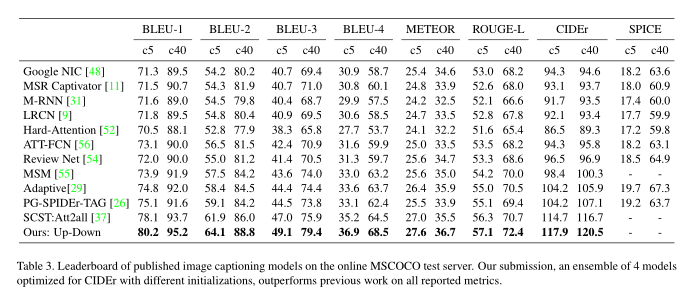 BLEU-1 BLEU-2 BLEU-3 BLEU-4 METEOR ROUGE-L CIDEr SPICE
c5 c40 c5 c40 c5 c40 c5 c40 c5 c40 c5 c40 c5 c40 c5 c40
Google NIC [48] 71.3 89.5 54.2 80.2 40.7 69.4 30.9 58.7 25.4 34.6 53.0 68.2 94.3 94.6 18.2 63.6
MSR Captivator [11] 71.5 90.7 54.3 81.9 40.7 71.0 30.8 60.1 24.8 33.9 52.6 68.0 93.1 93.7 18.0 60.9
M-RNN [31] 71.6 89.0 54.5 79.8 40.4 68.7 29.9 57.5 24.2 32.5 52.1 66.6 91.7 93.5 17.4 60.0
LRCN [9] 71.8 89.5 54.8 80.4 40.9 69.5 30.6 58.5 24.7 33.5 52.8 67.8 92.1 93.4 17.7 59.9
Hard-Attention [52] 70.5 88.1 52.8 77.9 38.3 65.8 27.7 53.7 24.1 32.2 51.6 65.4 86.5 89.3 17.2 59.8
ATT-FCN [56] 73.1 90.0 56.5 81.5 42.4 70.9 31.6 59.9 25.0 33.5 53.5 68.2 94.3 95.8 18.2 63.1
Review Net [54] 72.0 90.0 55.0 81.2 41.4 70.5 31.3 59.7 25.6 34.7 53.3 68.6 96.5 96.9 18.5 64.9
MSM [55] 73.9 91.9 57.5 84.2 43.6 74.0 33.0 63.2 25.6 35.0 54.2 70.0 98.4 100.3 - -
Adaptive[29] 74.8 92.0 58.4 84.5 44.4 74.4 33.6 63.7 26.4 35.9 55.0 70.5 104.2 105.9 19.7 67.3
PG-SPIDEr-TAG [26] 75.1 91.6 59.1 84.2 44.5 73.8 33.1 62.4 25.5 33.9 55.1 69.4 104.2 107.1 19.2 63.7
SCST:Att2all [37] 78.1 93.7 61.9 86.0 47.0 75.9 35.2 64.5 27.0 35.5 56.3 70.7 114.7 116.7 - -
Ours: Up-Down 80.2 95.2 64.1 88.8 49.1 79.4 36.9 68.5 27.6 36.7 57.1 72.4 117.9 120.5 - -
Table 3. Leaderboard of published image captioning models on the online MSCOCO test server. Our submission, an ensemble of 4 models
optimized for CIDEr with different initializations, outperforms previous work on all reported metrics.